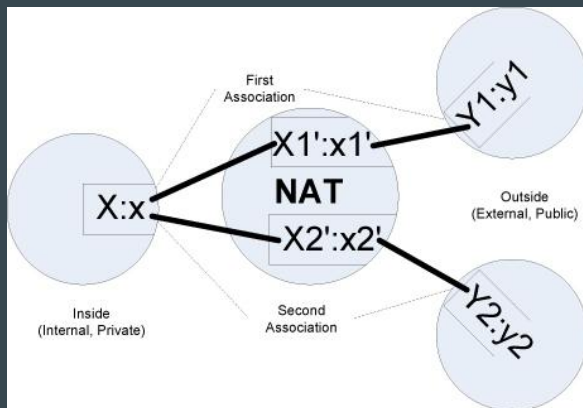 First
Association
X1':x1'
Y1:y1
X:x
NAT
Outside
(External, Public)
X2':x2'
Inside
(Internal, Private)
Second
Association
Y2:y2